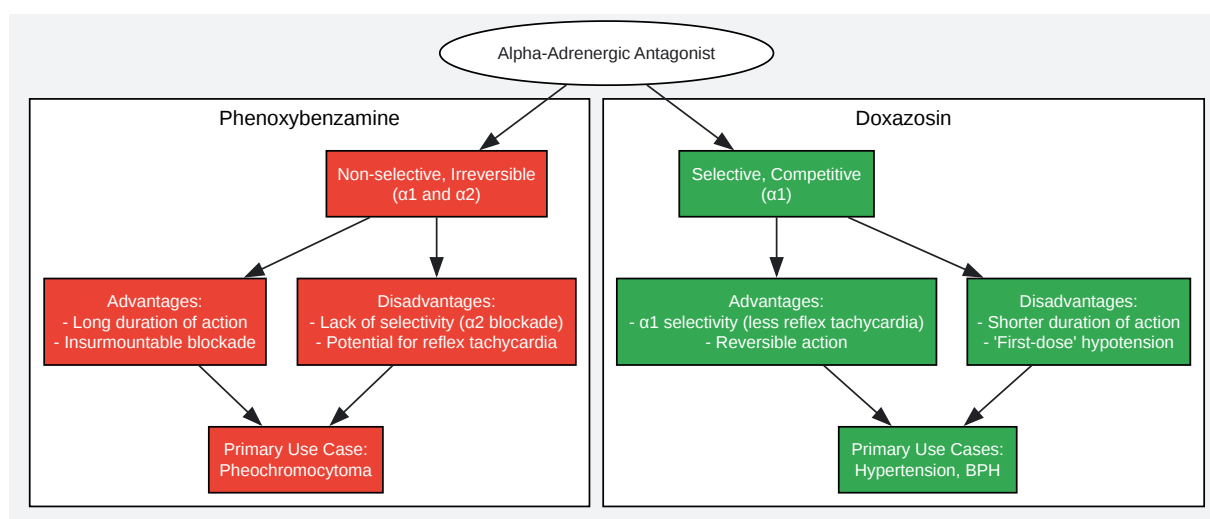 Alpha-Adrenergic Antagonist
Phenoxybenzamine
Non-selective, Irreversible
(α1 and α2)
Advantages:
- Long duration of action
- Insurmountable blockade
Disadvantages:
- Lack of selectivity (α2 blockade)
- Potential for reflex tachycardia
Primary Use Case:
Pheochromocytoma
Doxazosin
Selective, Competitive
(α1)
Advantages:
- α1 selectivity (less reflex tachycardia)
- Reversible action
Disadvantages:
- Shorter duration of action
- 'First-dose' hypotension
Primary Use Cases:
Hypertension, BPH